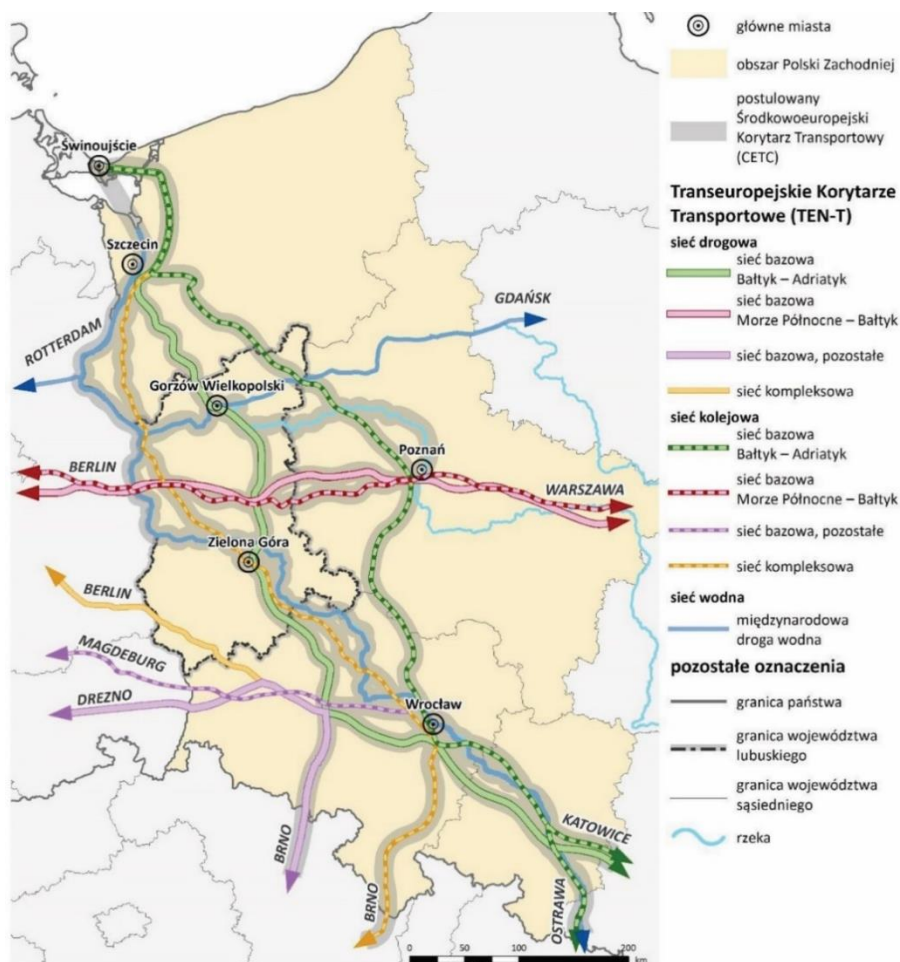 Świnoujście
Szczecin
ROTTERDAM
GDAŃSK
Gorzów Wielkopolski
Poznań
BERLIN
WARSZAWA
Zielona Góra
BERLIN
MAGDEBURG
DREZNO
Wrocław
KATOWICE
BRNO
BRNO
OSTRAWA
0 50 100 200
km
główne miasta
obszar Polski Zachodniej
postulowany
Środkowoeuropejski
Korytarz Transportowy
(CETC)
Transeuropejskie Korytarze
Transportowe (TEN-T)
sieć drogowa
sieć bazowa
Bałtyk – Adriatyk
sieć bazowa
Morze Północne – Bałtyk
sieć bazowa, pozostałe
sieć kompleksowa
sieć kolejowa
sieć bazowa
Bałtyk – Adriatyk
sieć bazowa
Morze Północne – Bałtyk
sieć bazowa, pozostałe
sieć kompleksowa
sieć wodna
międzynarodowa
droga wodna
pozostałe oznaczenia
granica państwa
granica województwa
lubuskiego
granica województwa
sąsiedniego
rzeka